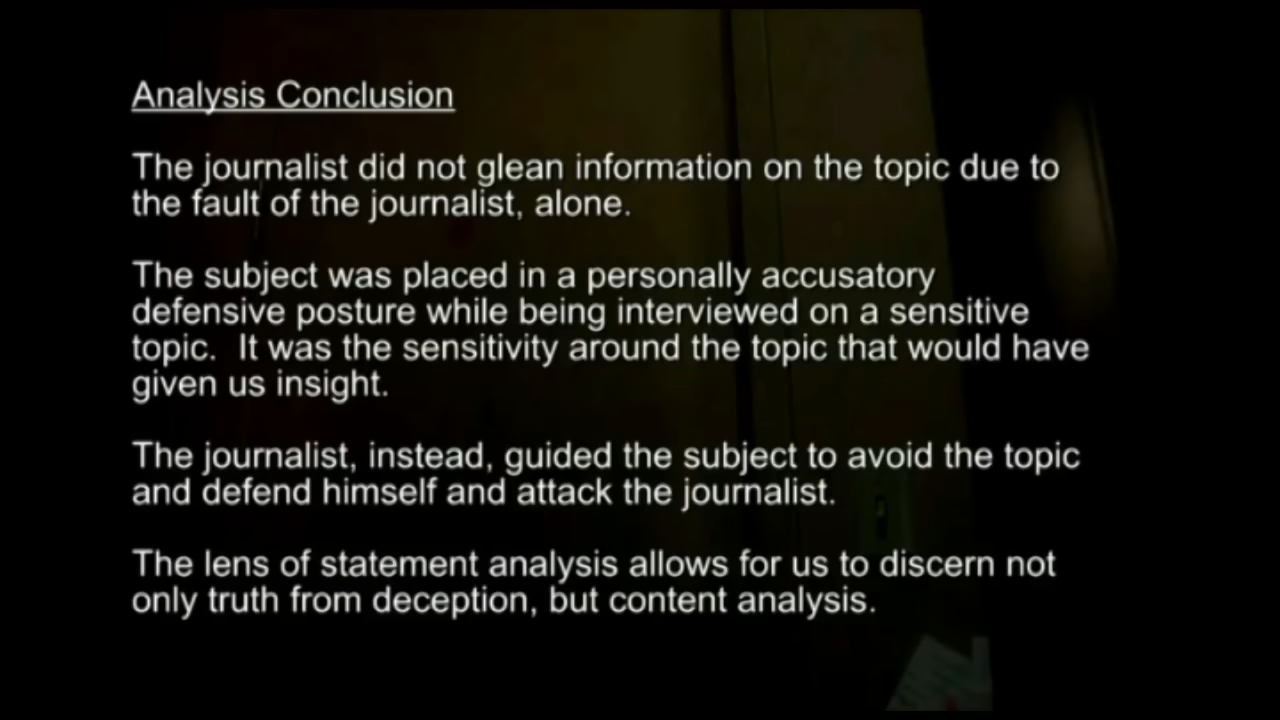 Analysis Conclusion
The journalist did not glean information on the topic due to
the fault of the journalist, alone.
The subject was placed in a personally accusatory
defensive posture while being interviewed on a sensitive
topic.  It was the sensitivity around the topic that would have
given us insight.
The journalist, instead, guided the subject to avoid the topic
and defend himself and attack the journalist.
The lens of statement analysis allows for us to discern not
only truth from deception, but content analysis.